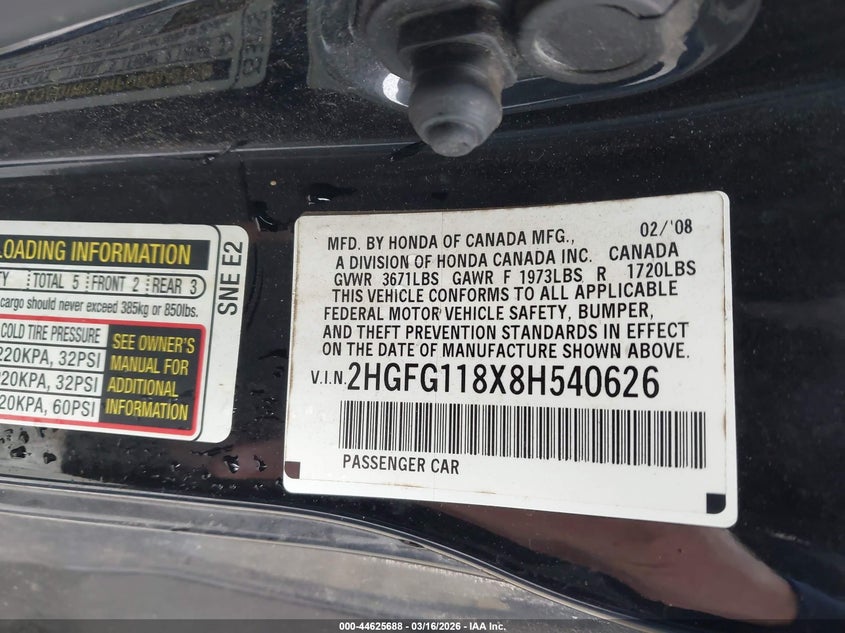 LOADING INFORMATION
TOTAL 5 FRONT 2 REAR 3
cargo should never exceed 385kg or 850lbs.
COLD TIRE PRESSURE
220KPA, 32PSI
220KPA, 32PSI
20KPA, 60PSI
SEE OWNER'S
MANUAL FOR
ADDITIONAL
INFORMATION
SNE E2
MFD. BY HONDA OF CANADA MFG., 02/'08
A DIVISION OF HONDA CANADA INC. CANADA
GVWR 3671LBS GAWR F 1973LBS R 1720LBS
THIS VEHICLE CONFORMS TO ALL APPLICABLE
FEDERAL MOTOR VEHICLE SAFETY, BUMPER,
AND THEFT PREVENTION STANDARDS IN EFFECT
ON THE DATE OF MANUFACTURE SHOWN ABOVE.
V.I.N. 2HGFG118X8H540626
PASSENGER CAR
000-44625688 - 03/16/2026 - IAA Inc.